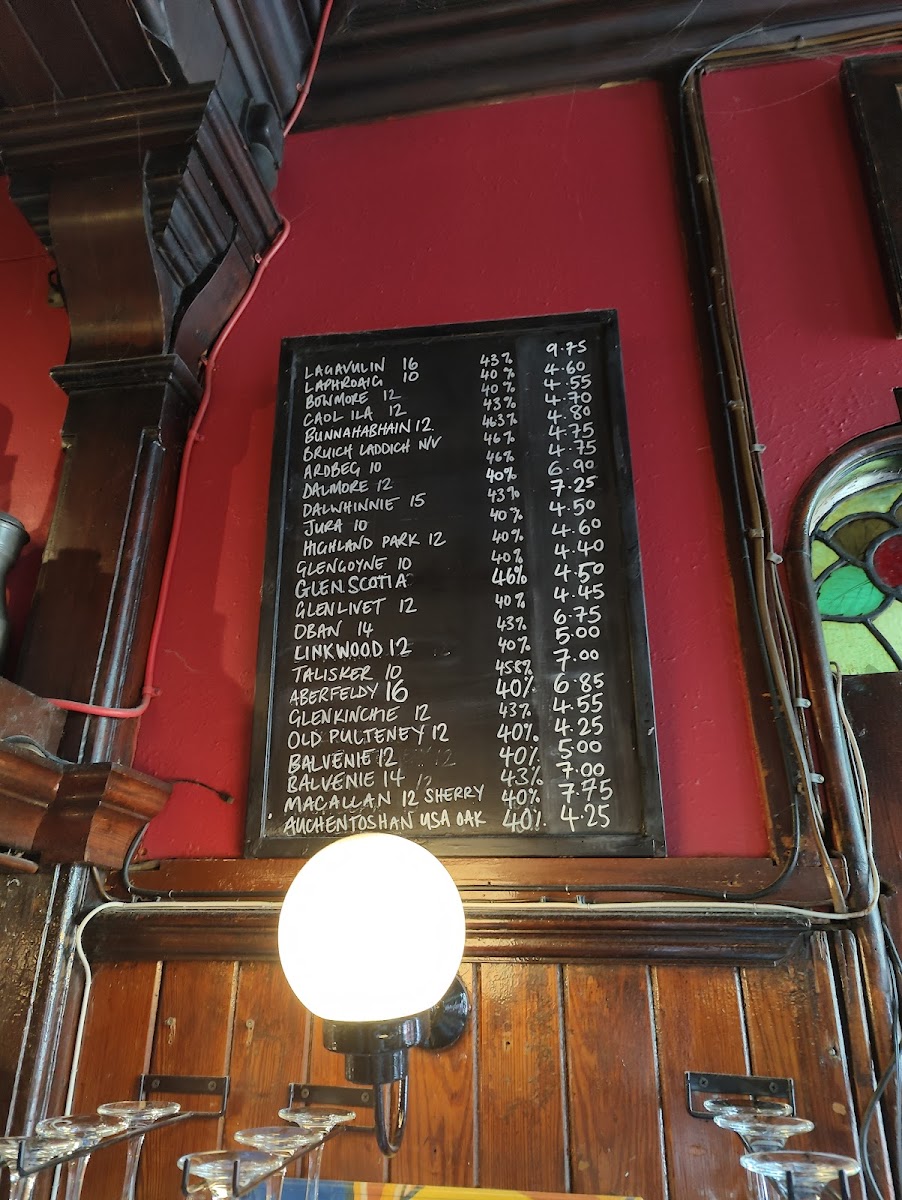 LAGAVULIN 16 43% 9.75
LAPHROAIG 10 40% 4.60
BOWMORE 12 40% 4.55
CAOL ILA 12 43% 4.70
BUNNAHABHAIN 12 463% 4.80
BRUICH LADDICH N/V 46% 4.75
ARDBEG 10 46% 4.75
DALMORE 12 40% 6.90
DALWHINNIE 15 43% 7.25
JURA 10 40% 4.50
HIGHLAND PARK 12 40% 4.60
GLENGOYNE 10 40% 4.40
GLEN SCOTIA 46% 4.50
GLENLIVET 12 40% 4.45
OBAN 14 43% 6.75
LINKWOOD 12 40% 5.00
TALISKER 10 458% 7.00
ABERFELDY 16 40% 6.85
GLENKINCHIE 12 43% 4.55
OLD PULTENEY 12 40% 4.25
BALVENIE 12 40% 5.00
BALVENIE 14 43% 7.00
MACALLAN 12 SHERRY 40% 7.75
AUCHENTOSHAN USA OAK 40% 4.25